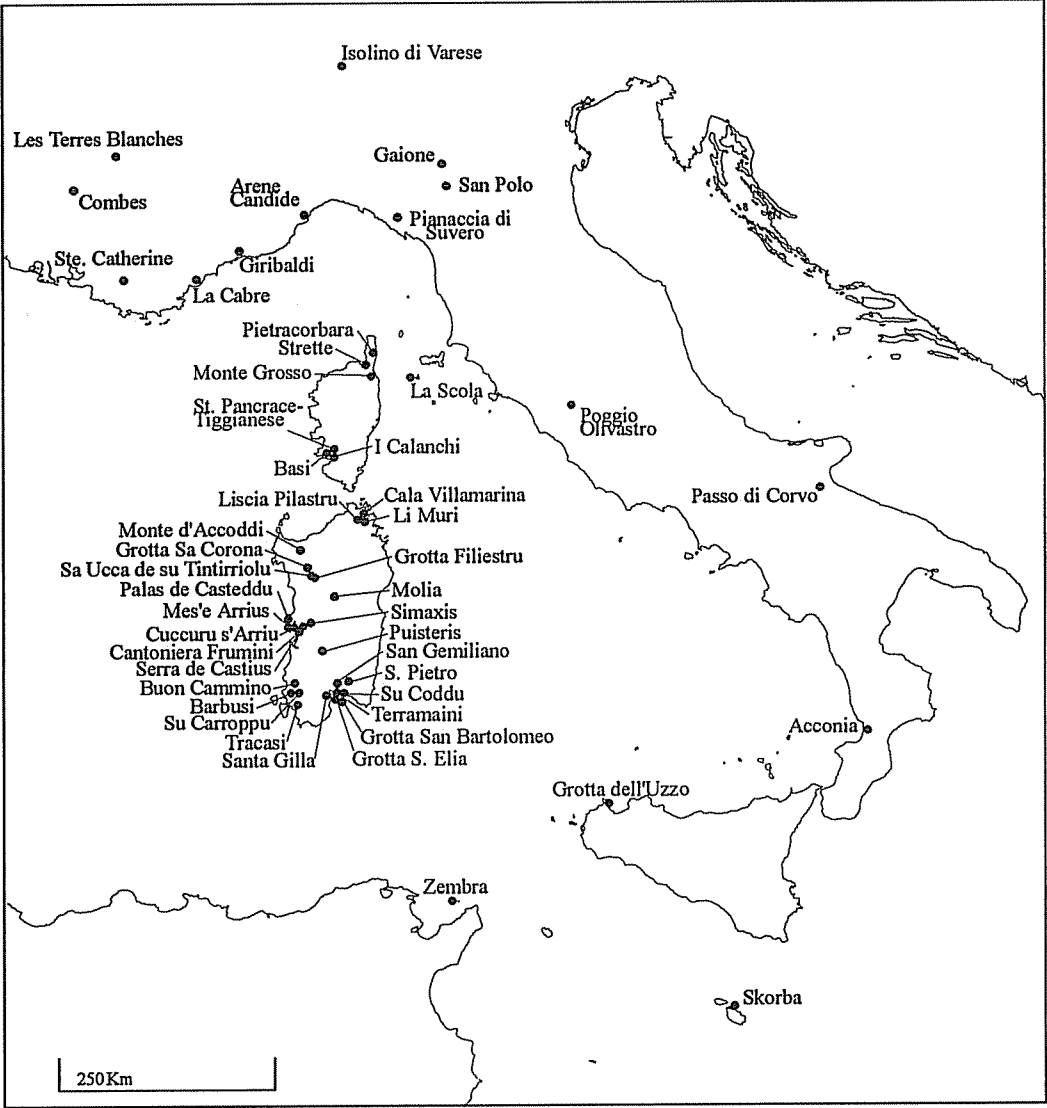 Isolino di Varese
Les Terres Blanches
Gaione
San Polo
Combes
Arene
Candide
Pianaccia di
Suvero
Ste. Catherine
Giribaldi
La Cabre
Pietracorbara
Strette
Monte Grosso
La Scola
St. Pancrace-
Tiggianese
Poggio
Olivastro
I Calanchi
Basi
Passo di Corvo
Liscia Pilastru
Cala Villamarina
Li Muri
Monte d'Accoddi
Grotta Sa Corona
Grotta Filiestru
Sa Ucca de su Tintirriolu
Palas de Casteddu
Molia
Mes'e Arrius
Simaxis
Cuccuru s'Arriu
Puisteris
Cantoniera Frumini
San Gemiliano
Serra de Castius
S. Pietro
Buon Cammino
Su Coddu
Barbusi
Terramaini
Su Carroppu
Grotta San Bartolomeo
Tracasi
Grotta S. Elia
Santa Gilla
Acconia
Grotta dell'Uzzo
Zembra
Skorba
250Km